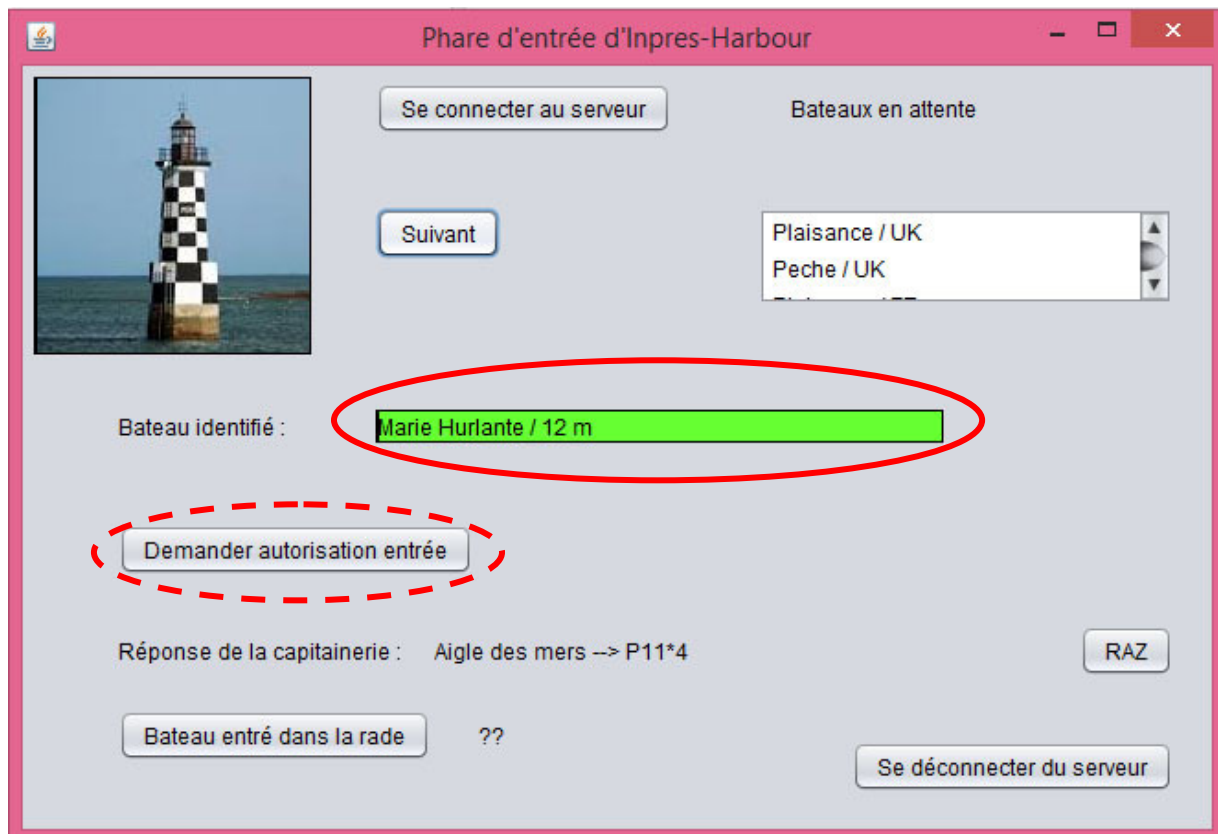 Phare d'entrée d'Inpres-Harbour
Se connecter au serveur
Bateaux en attente
Suivant
Plaisance / UK
Peche / UK
Bateau identifié :
Marie Hurlante / 12 m
Demander autorisation entrée
Réponse de la capitainerie :
Aigle des mers --> P11*4
RAZ
Bateau entré dans la rade
??
Se déconnecter du serveur